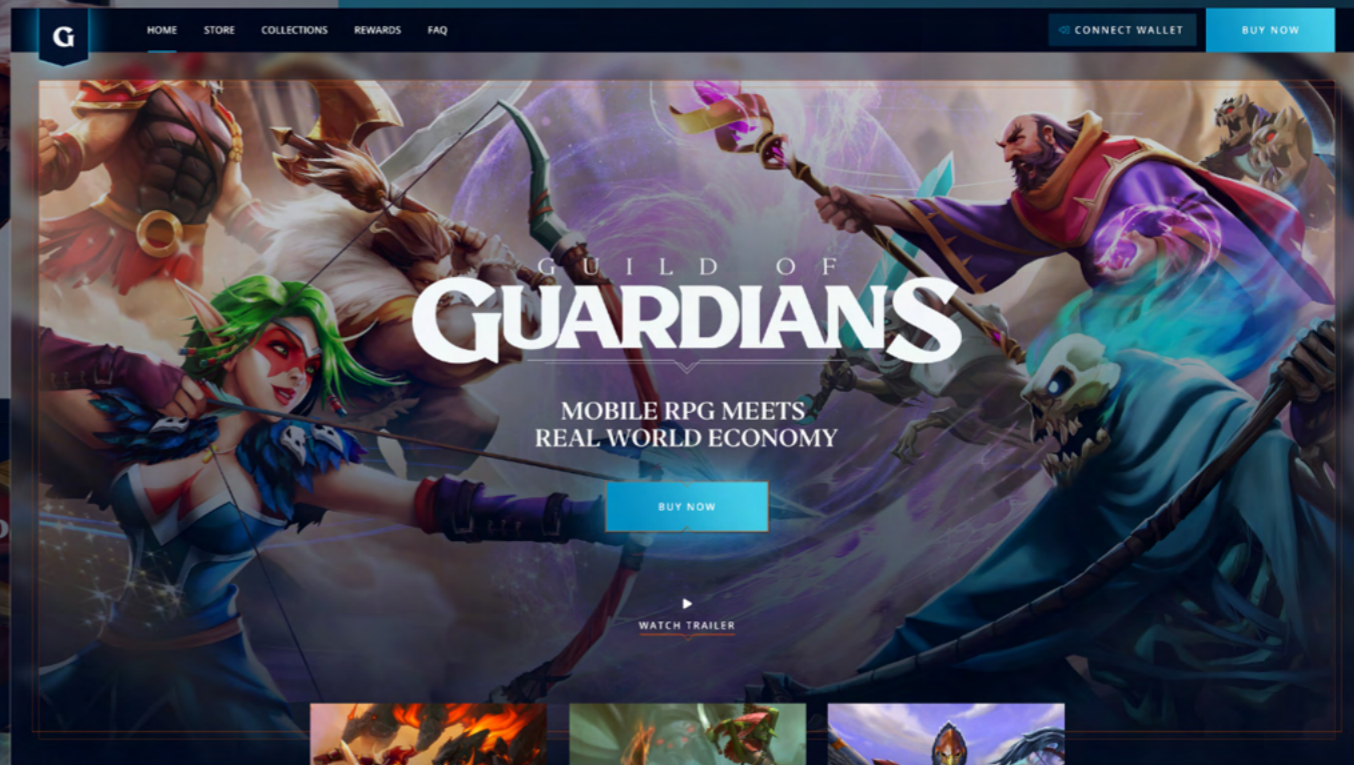 G
HOME STORE COLLECTIONS REWARDS FAQ
CONNECT WALLET
BUY NOW
GUILD OF
GUARDIANS
MOBILE RPG MEETS
REAL WORLD ECONOMY
BUY NOW
WATCH TRAILER